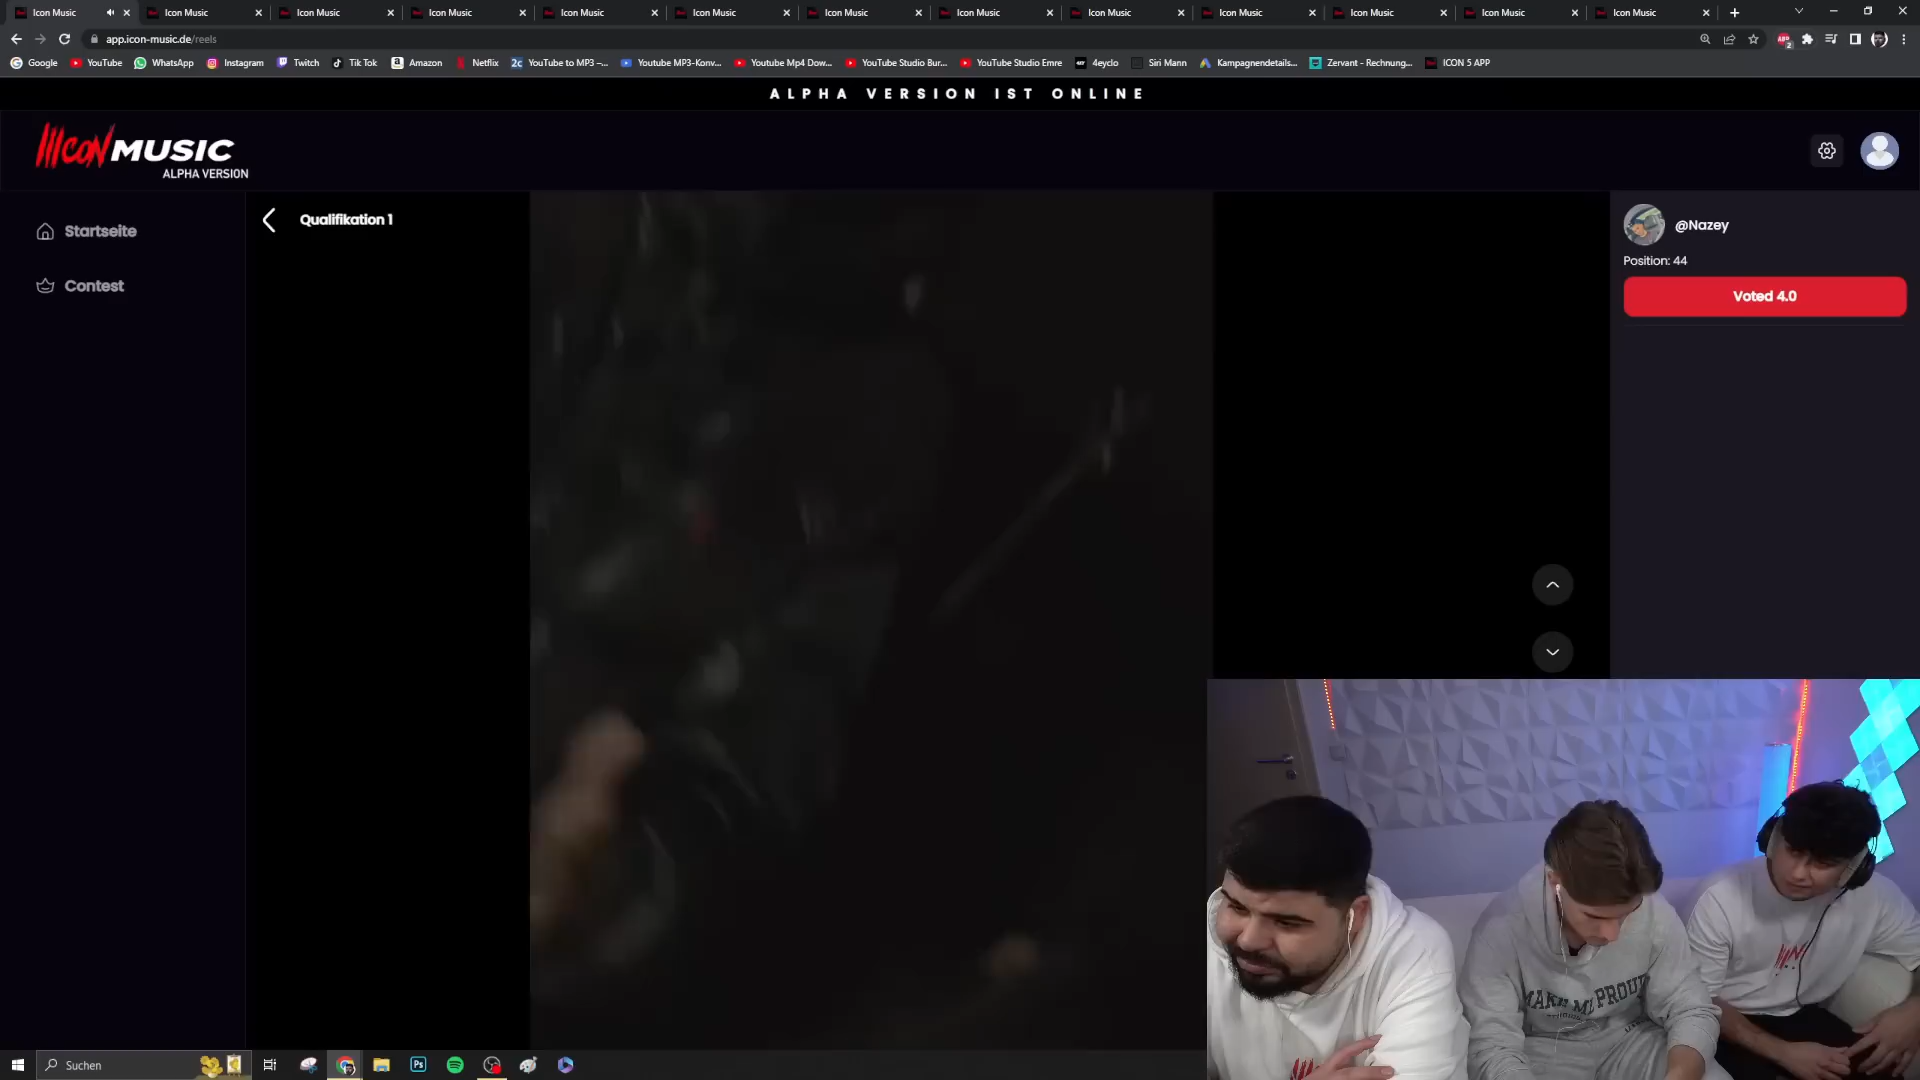 Icon Music
Icon Music
Icon Music
Icon Music
Icon Music
Icon Music
Icon Music
Icon Music
Icon Music
Icon Music
Icon Music
Icon Music
Icon Music
app.icon-music.de/reels
Google
YouTube
WhatsApp
Instagram
Twitch
Tik Tok
Amazon
Netflix
YouTube to MP3 –...
Youtube MP3-Konv...
Youtube Mp4 Dow...
YouTube Studio Bur...
YouTube Studio Emre
4eyclo
Siri Mann
Kampagnendetails...
Zervant - Rechnung...
ICON 5 APP
ALPHA VERSION IST ONLINE
ICON MUSIC
ALPHA VERSION
Startseite
Contest
Qualifikation 1
@Nazey
Position: 44
Voted 4.0
MAKE ME PROUD
Suchen